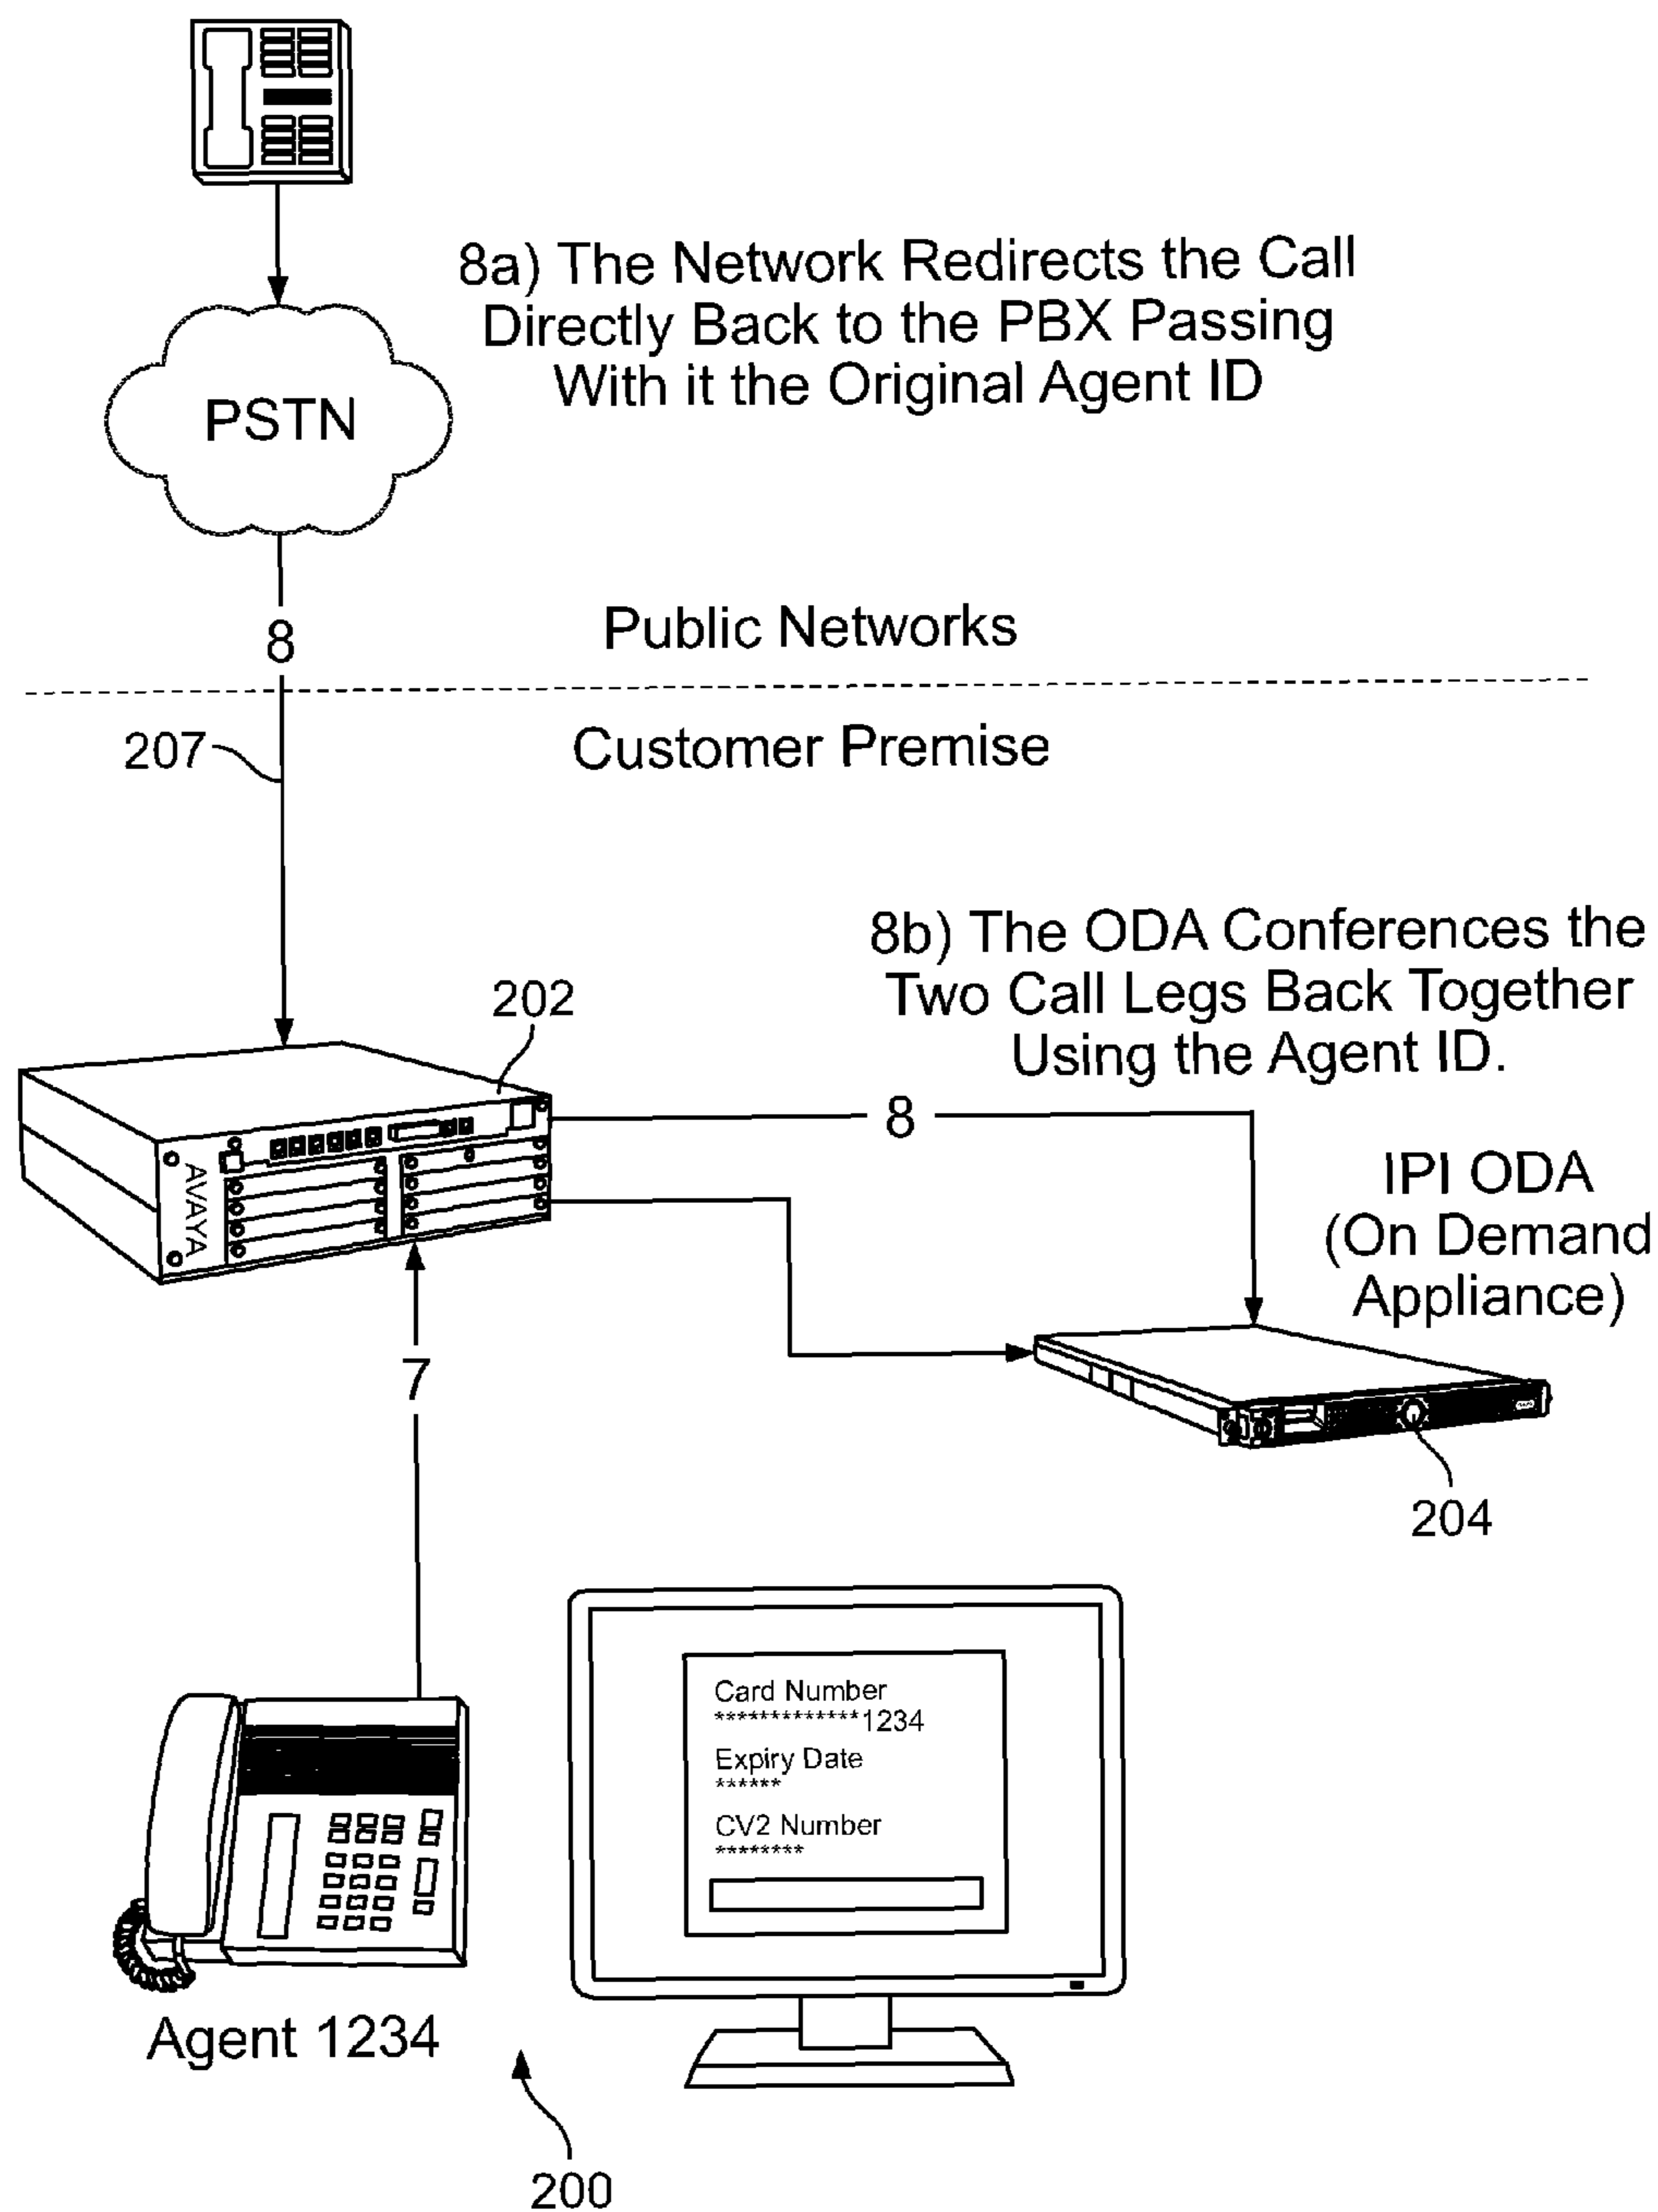 8a) The Network Redirects the Call
Directly Back to the PBX Passing
With it the Original Agent ID
PSTN
8
Public Networks
207
Customer Premise
8b) The ODA Conferences the
Two Call Legs Back Together
Using the Agent ID.
202
8
AVAYA
IPI ODA
(On Demand
Appliance)
7
204
Card Number
*************1234
Expiry Date
******
CV2 Number
********
Agent 1234
200